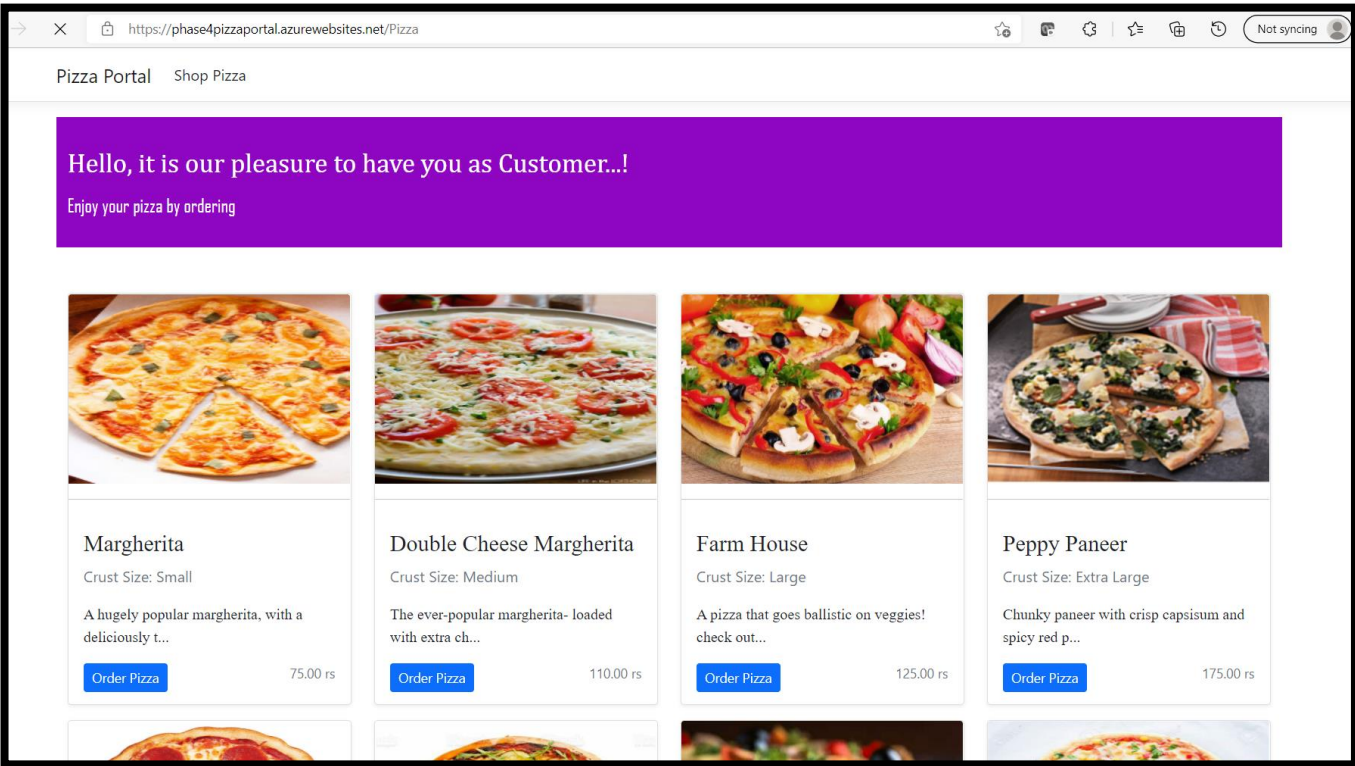 https://phase4pizzaportal.azurewebsites.net/Pizza
Not syncing
Pizza Portal Shop Pizza
Hello, it is our pleasure to have you as Customer...!
Enjoy your pizza by ordering
Margherita
Crust Size: Small
A hugely popular margherita, with a
deliciously t...
Order Pizza 75.00 rs
Double Cheese Margherita
Crust Size: Medium
The ever-popular margherita- loaded
with extra ch...
Order Pizza 110.00 rs
Farm House
Crust Size: Large
A pizza that goes ballistic on veggies!
check out...
Order Pizza 125.00 rs
Peppy Paneer
Crust Size: Extra Large
Chunky paneer with crisp capsisum and
spicy red p...
Order Pizza 175.00 rs